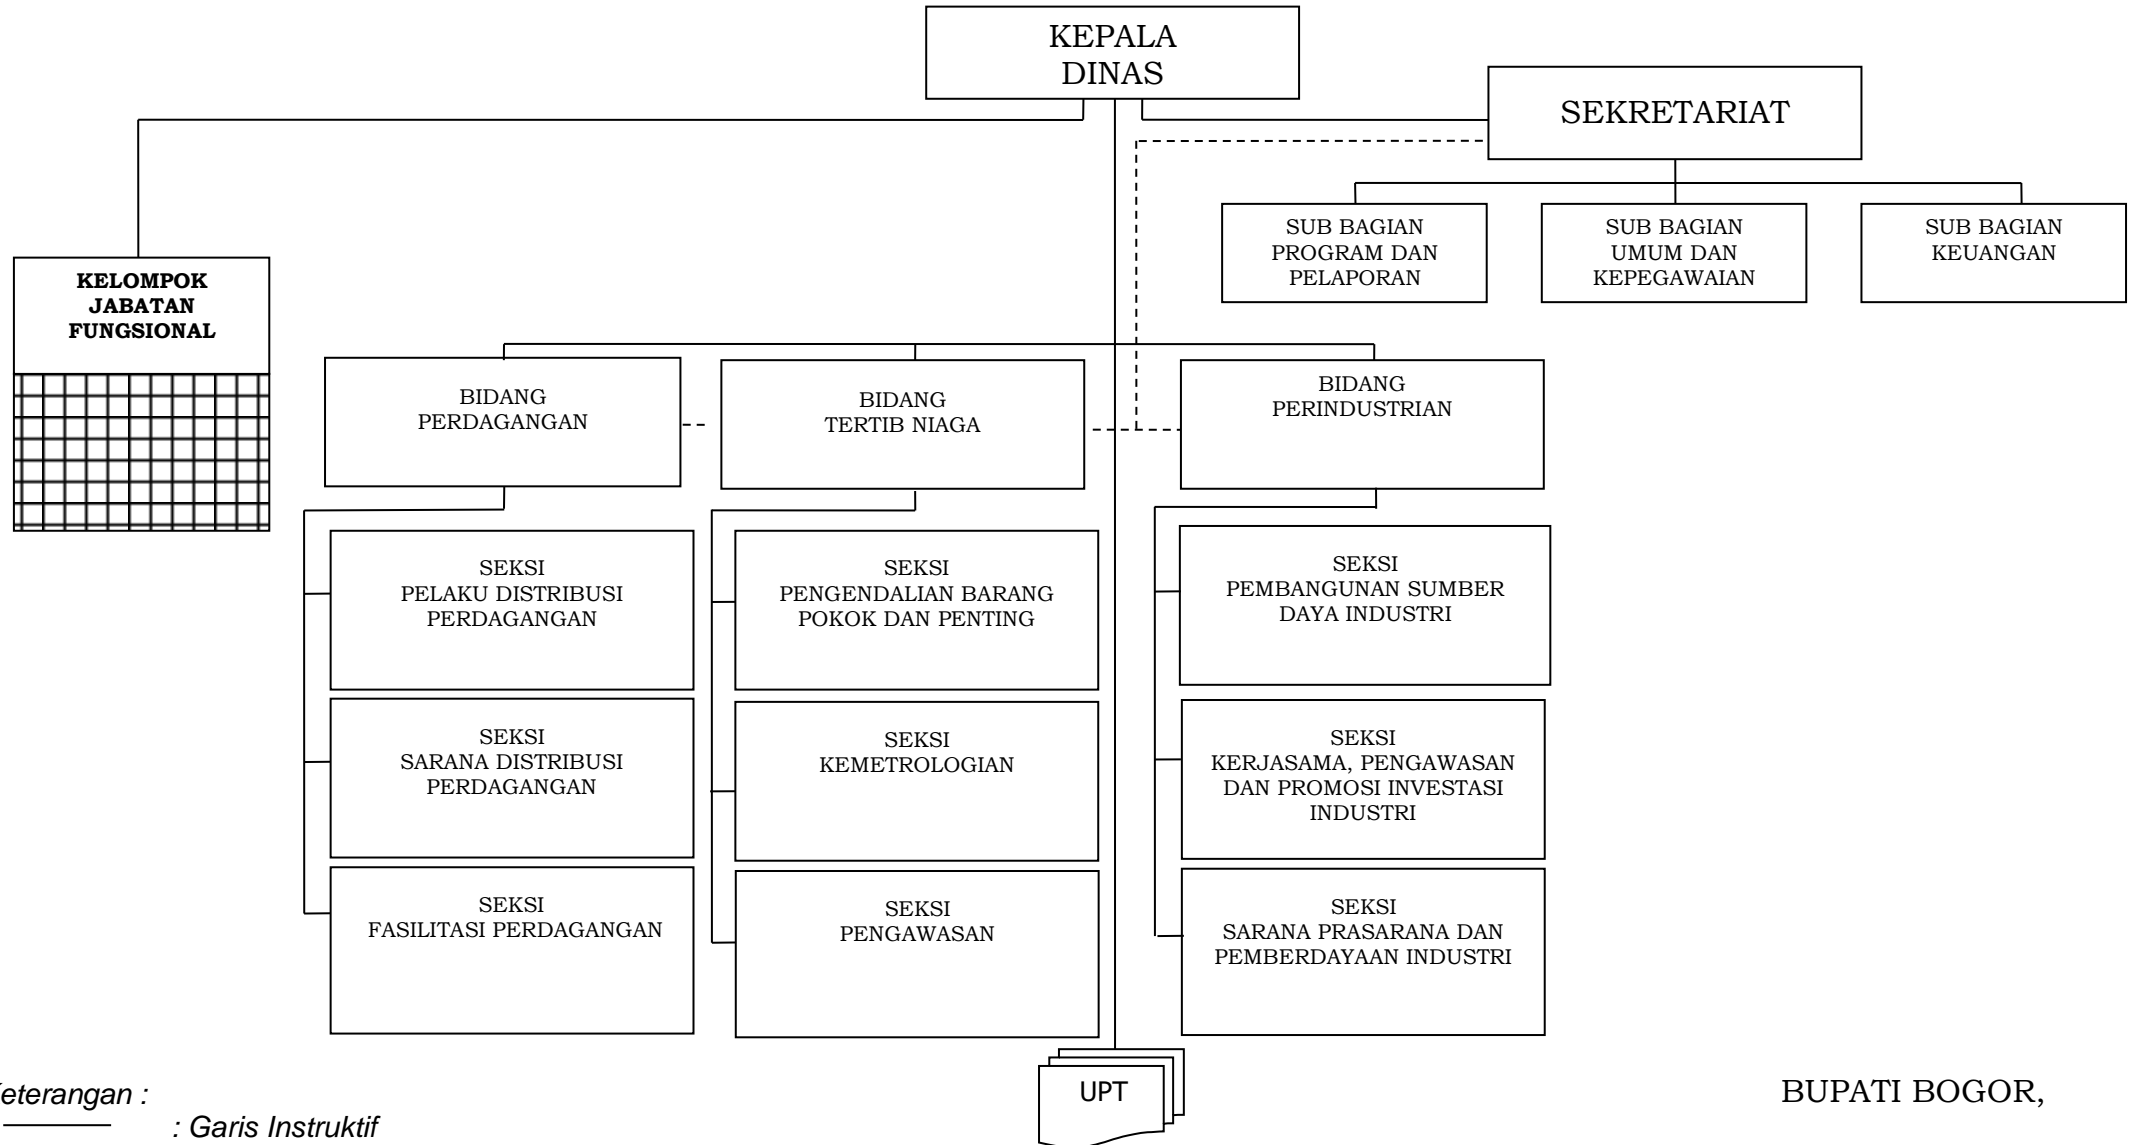 KEPALA
DINAS
SEKRETARIAT
SUB BAGIAN
PROGRAM DAN
PELAPORAN
SUB BAGIAN
UMUM DAN
KEPEGAWAIAN
SUB BAGIAN
KEUANGAN
KELOMPOK
JABATAN
FUNGSIONAL
BIDANG
PERDAGANGAN
BIDANG
TERTIB NIAGA
BIDANG
PERINDUSTRIAN
SEKSI
PELAKU DISTRIBUSI
PERDAGANGAN
SEKSI
PENGENDALIAN BARANG
POKOK DAN PENTING
SEKSI
PEMBANGUNAN SUMBER
DAYA INDUSTRI
SEKSI
SARANA DISTRIBUSI
PERDAGANGAN
SEKSI
KEMETROLOGIAN
SEKSI
KERJASAMA, PENGAWASAN
DAN PROMOSI INVESTASI
INDUSTRI
SEKSI
FASILITASI PERDAGANGAN
SEKSI
PENGAWASAN
SEKSI
SARANA PRASARANA DAN
PEMBERDAYAAN INDUSTRI
UPT
eterangan :
: Garis Instruktif
BUPATI BOGOR,